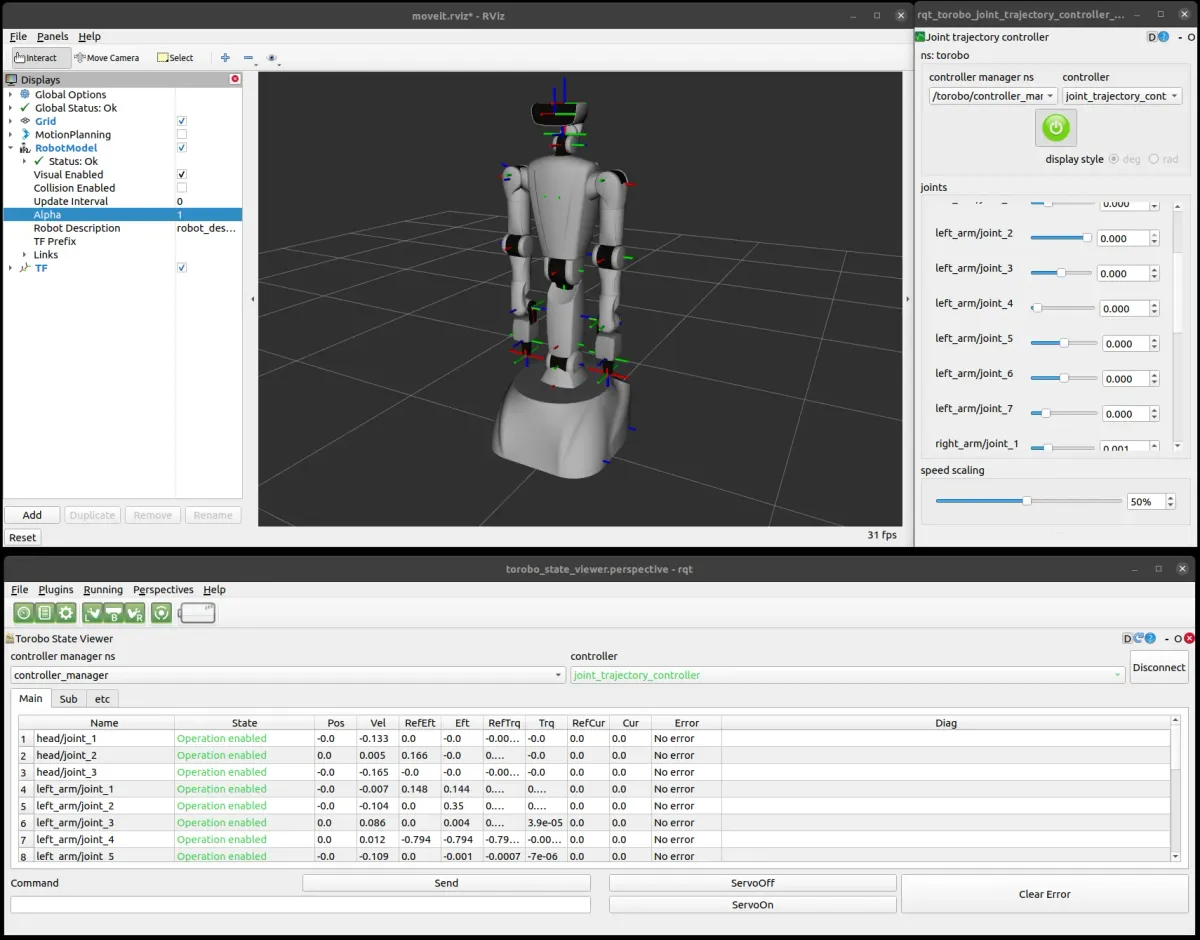 moveit.rviz* - RViz
File Panels Help
Interact Move Camera Select
Displays
Global Options
Global Status: Ok
Grid
MotionPlanning
RobotModel
Status: Ok
Visual Enabled
Collision Enabled
Update Interval 0
Alpha 1
Robot Description robot_des...
TF Prefix
Links
TF
Add Duplicate Remove Rename
Reset
31 fps
rqt_torobo_joint_trajectory_controller_...
Joint trajectory controller
D
- O
ns: torobo
controller manager ns controller
/torobo/controller_mar joint_trajectory_cont
display style deg rad
joints
0.000
left_arm/joint_2 0.000
left_arm/joint_3 0.000
left_arm/joint_4 0.000
left_arm/joint_5 0.000
left_arm/joint_6 0.000
left_arm/joint_7 0.000
right_arm/joint_1 0.001
speed scaling
50%
torobo_state_viewer.perspective - rqt
File Plugins Running Perspectives Help
L B R
Torobo State Viewer
D C ? - O
controller manager ns controller
controller_manager joint_trajectory_controller Disconnect
Main Sub etc
Name State Pos Vel RefEft Eft RefTrq Trq RefCur Cur Error Diag
1 head/joint_1 Operation enabled -0.0 -0.133 0.0 -0.0 -0.00... -0.0 0.0 0.0 No error
2 head/joint_2 Operation enabled 0.0 0.005 0.166 -0.0 0.... -0.0 0.0 0.0 No error
3 head/joint_3 Operation enabled -0.0 -0.165 -0.0 -0.0 -0.00... -0.0 0.0 0.0 No error
4 left_arm/joint_1 Operation enabled -0.0 -0.007 0.148 0.144 0.... 0.... 0.0 0.0 No error
5 left_arm/joint_2 Operation enabled -0.0 -0.104 0.0 0.35 0.... 0.... 0.0 0.0 No error
6 left_arm/joint_3 Operation enabled 0.0 0.086 0.0 0.004 0.... 3.9e-05 0.0 0.0 No error
7 left_arm/joint_4 Operation enabled 0.0 0.012 -0.794 -0.794 -0.79... -0.00... 0.0 0.0 No error
8 left_arm/joint_5 Operation enabled -0.0 -0.109 0.0 -0.001 -0.0007 -7e-06 0.0 0.0 No error
Command Send ServoOff
ServoOn
Clear Error